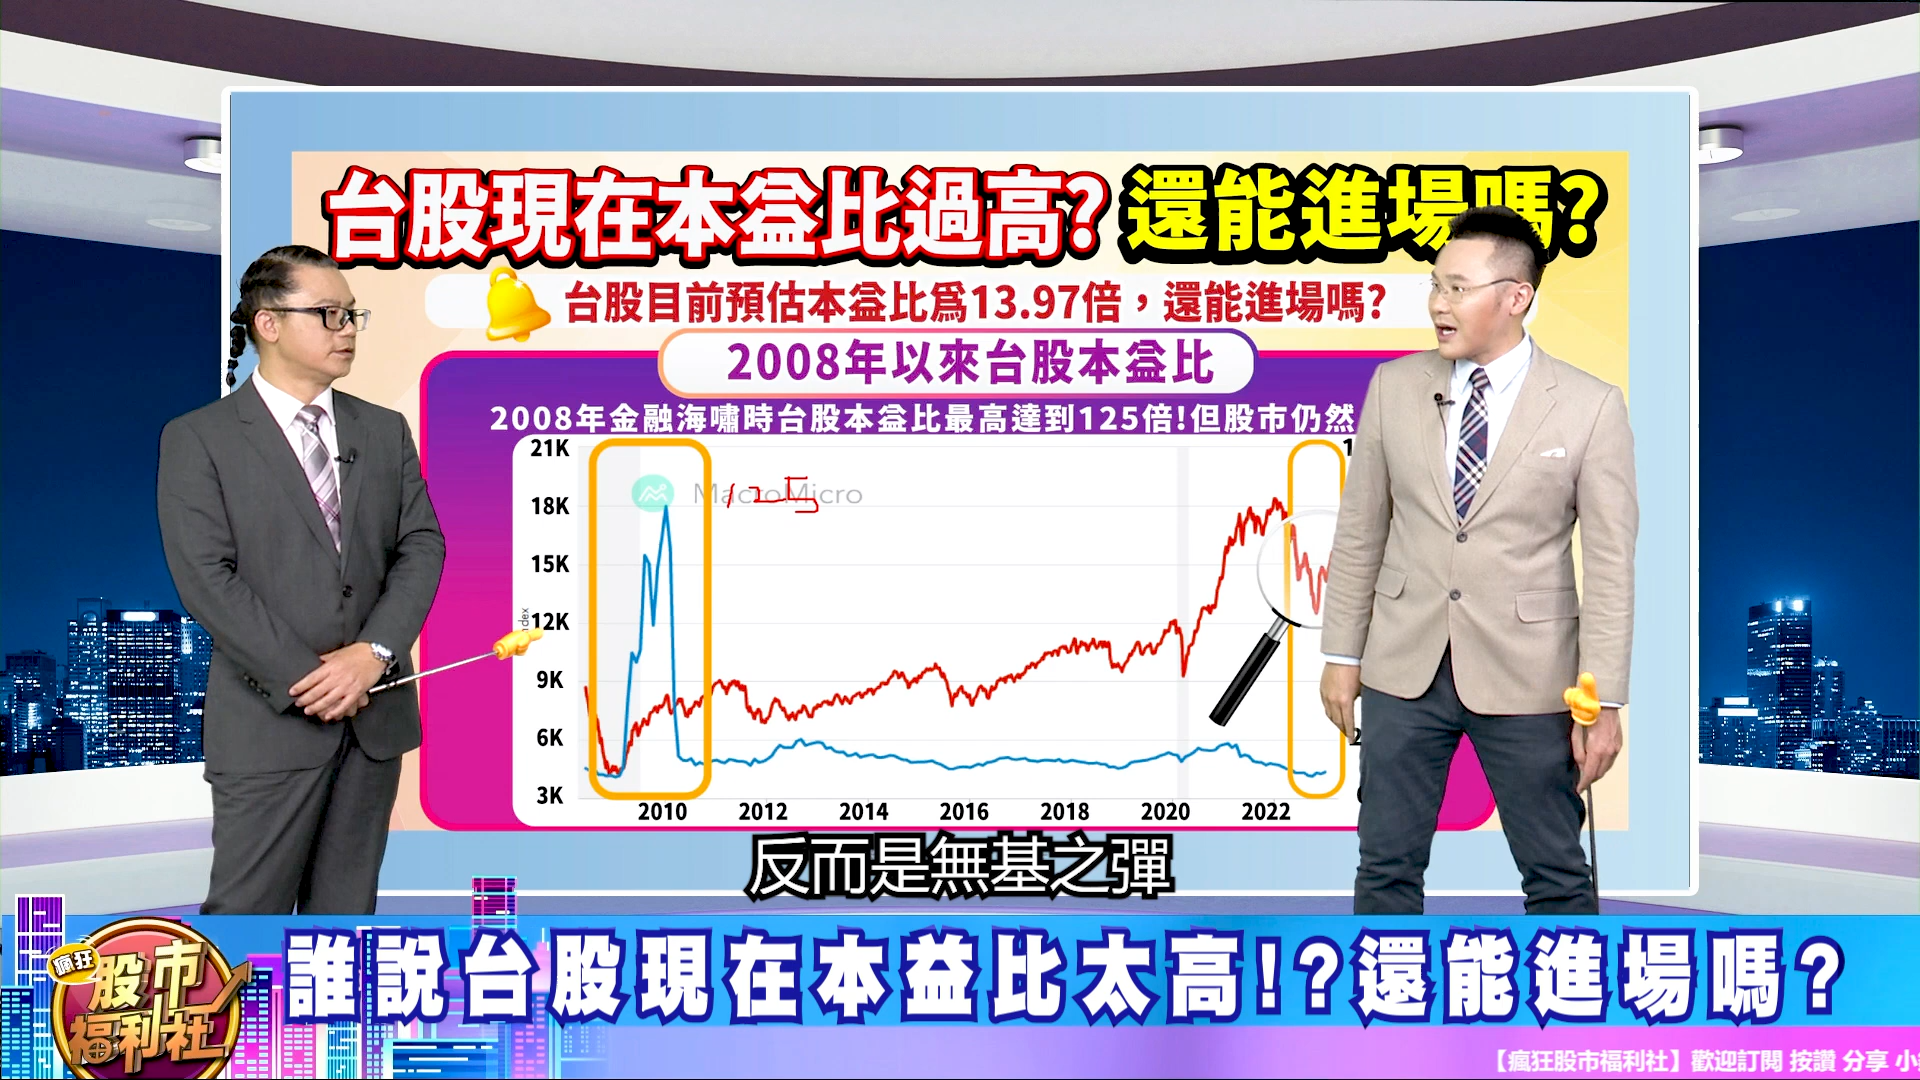 台股現在本益比過高? 還能進場嗎?
台股目前預估本益比為13.97倍，還能進場嗎?
2008年以來台股本益比
2008年金融海嘯時台股本益比最高達到125倍!但股市仍然
21K
18K
15K
12K
9K
6K
3K
MacroMicro
125
2010 2012 2014 2016 2018 2020 2022
反而是無基之彈
誰說台股現在本益比太高!?還能進場嗎?
瘋狂
股市
福利社
【瘋狂股市福利社】歡迎訂閱 按讚 分享 小